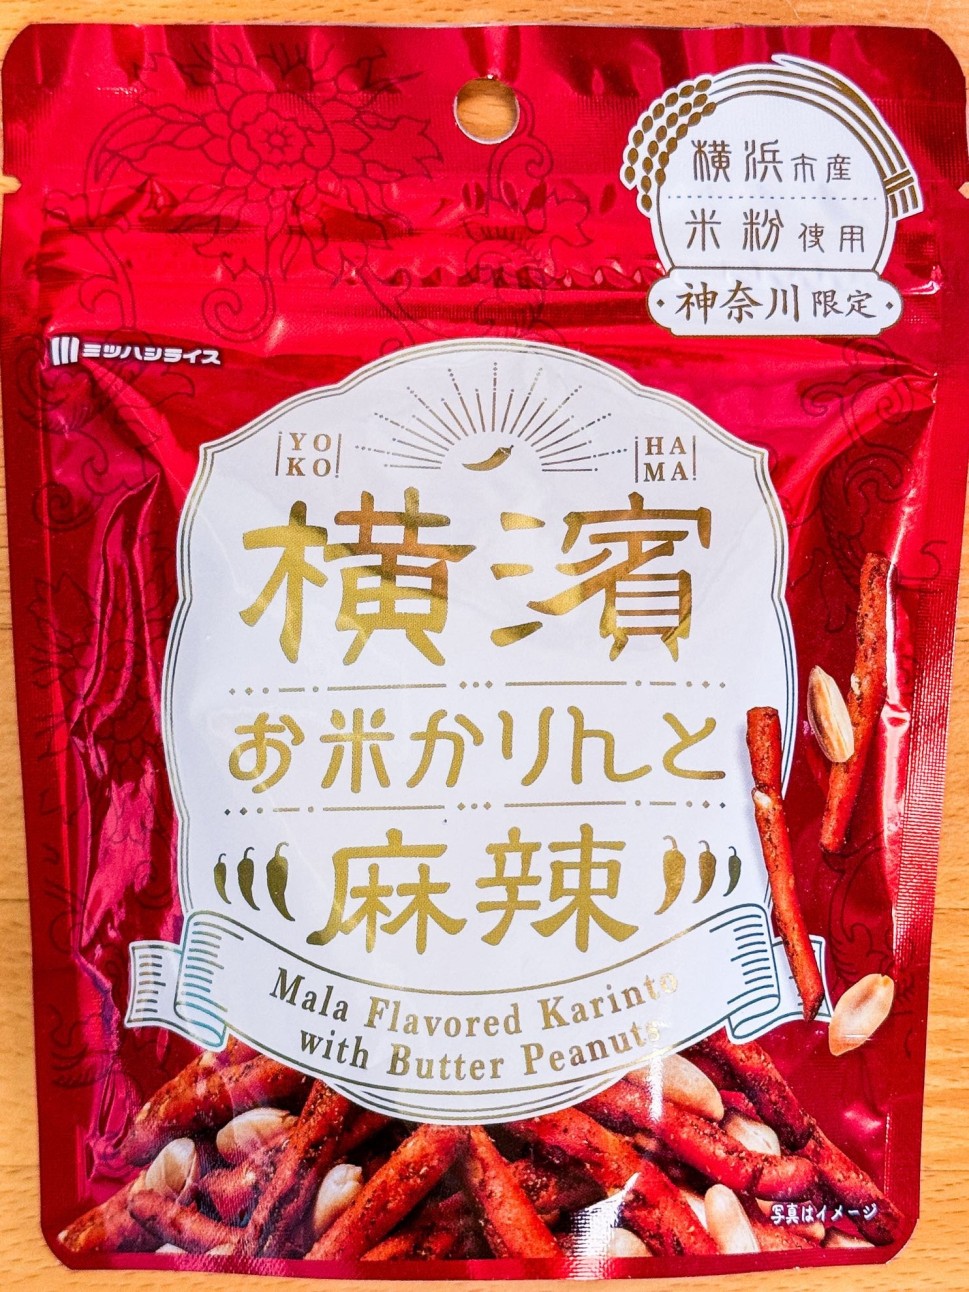 横浜市産
米粉使用
神奈川限定
ミツハシライス
YO
KO
HA
MA
横濱
お米かりんと
麻辣
Mala Flavored Karinto
with Butter Peanuts
写真はイメージ